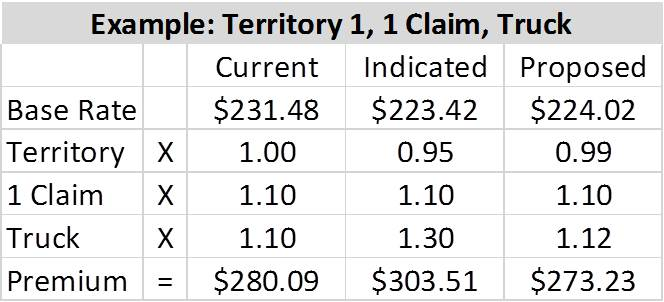 Example: Territory 1, 1 Claim, Truck
Current Indicated Proposed
Base Rate $231.48 $223.42 $224.02
Territory X 1.00 0.95 0.99
1 Claim X 1.10 1.10 1.10
Truck X 1.10 1.30 1.12
Premium = $280.09 $303.51 $273.23